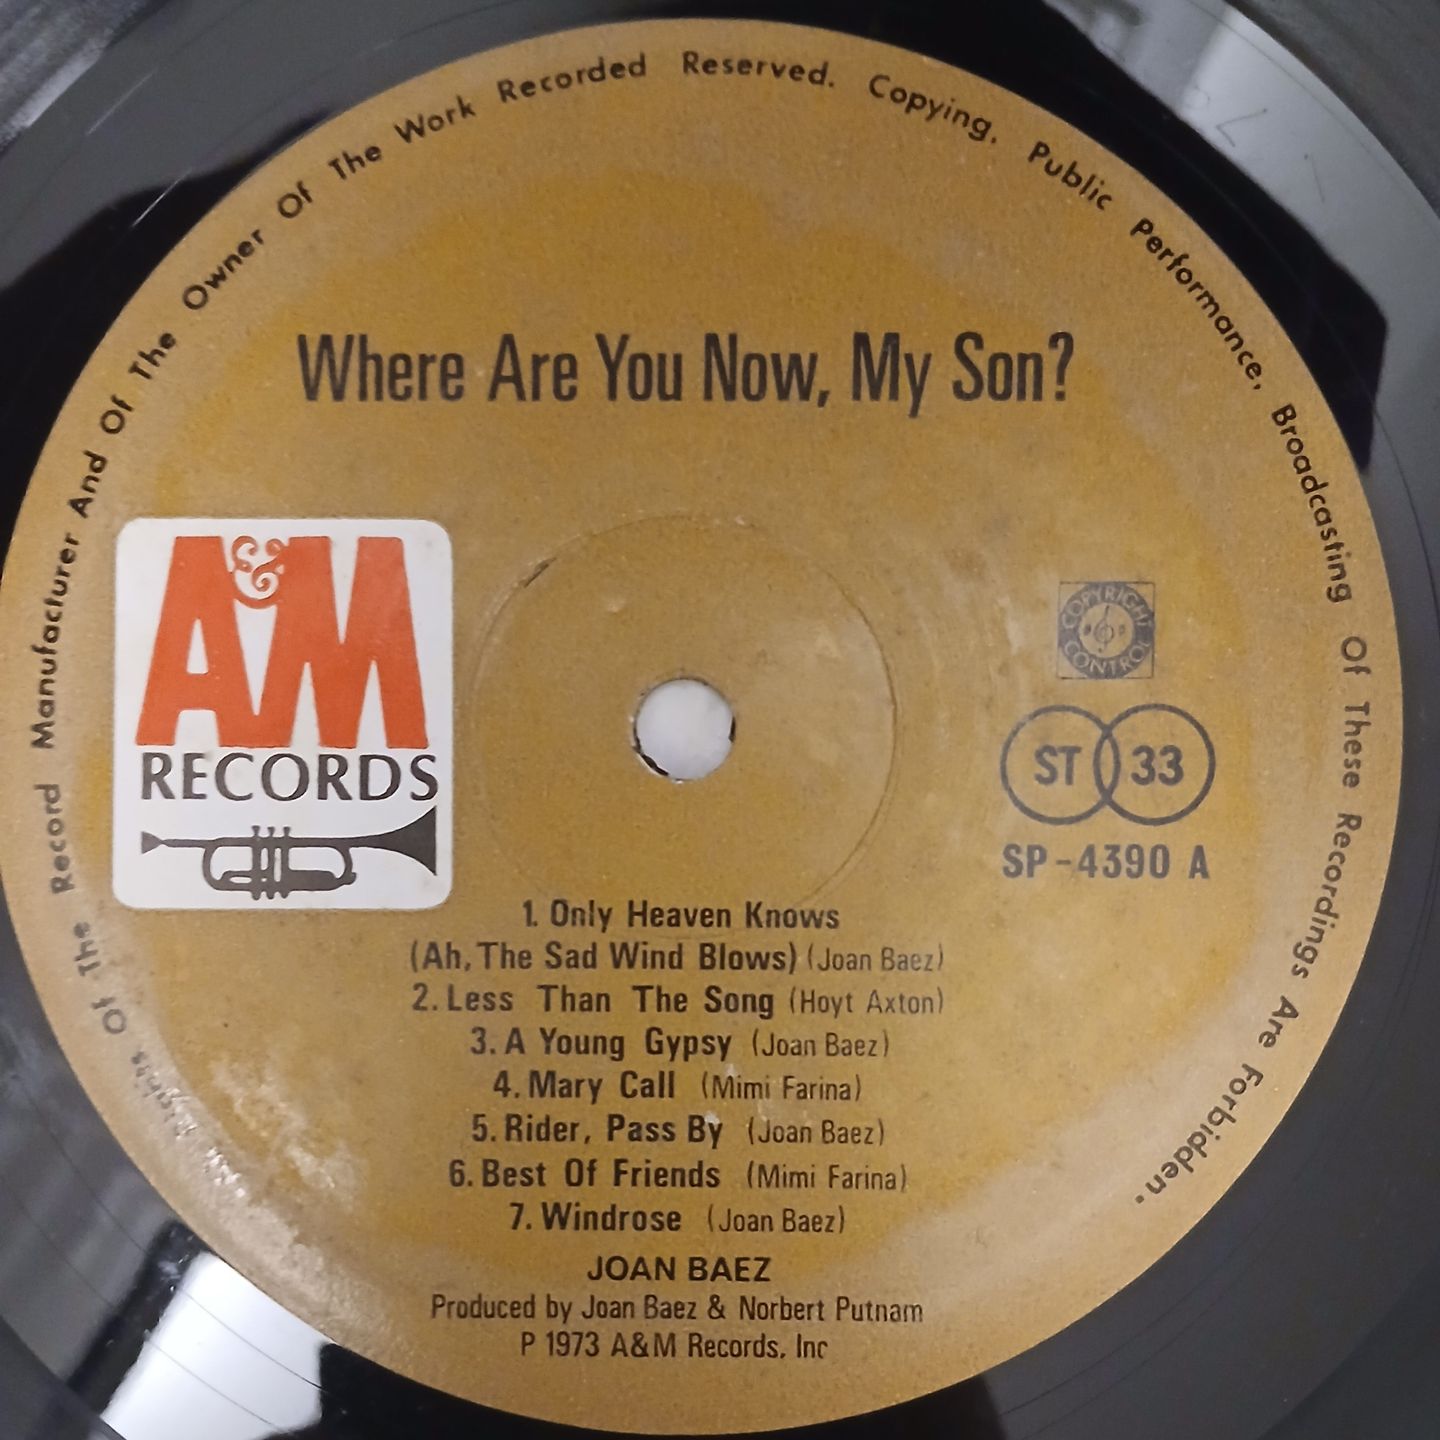 Rights Of The Record Manufacturer And Of The Owner Of The Work Recorded Reserved. Copying, Public Performance, Broadcasting Of These Recordings Are Forbidden.
Where Are You Now, My Son?
A&M
RECORDS
COPYRIGHT
CONTROL
ST 33
SP-4390 A
1. Only Heaven Knows
(Ah, The Sad Wind Blows) (Joan Baez)
2. Less Than The Song (Hoyt Axton)
3. A Young Gypsy (Joan Baez)
4. Mary Call (Mimi Farina)
5. Rider, Pass By (Joan Baez)
6. Best Of Friends (Mimi Farina)
7. Windrose (Joan Baez)
JOAN BAEZ
Produced by Joan Baez & Norbert Putnam
P 1973 A&M Records, Inc